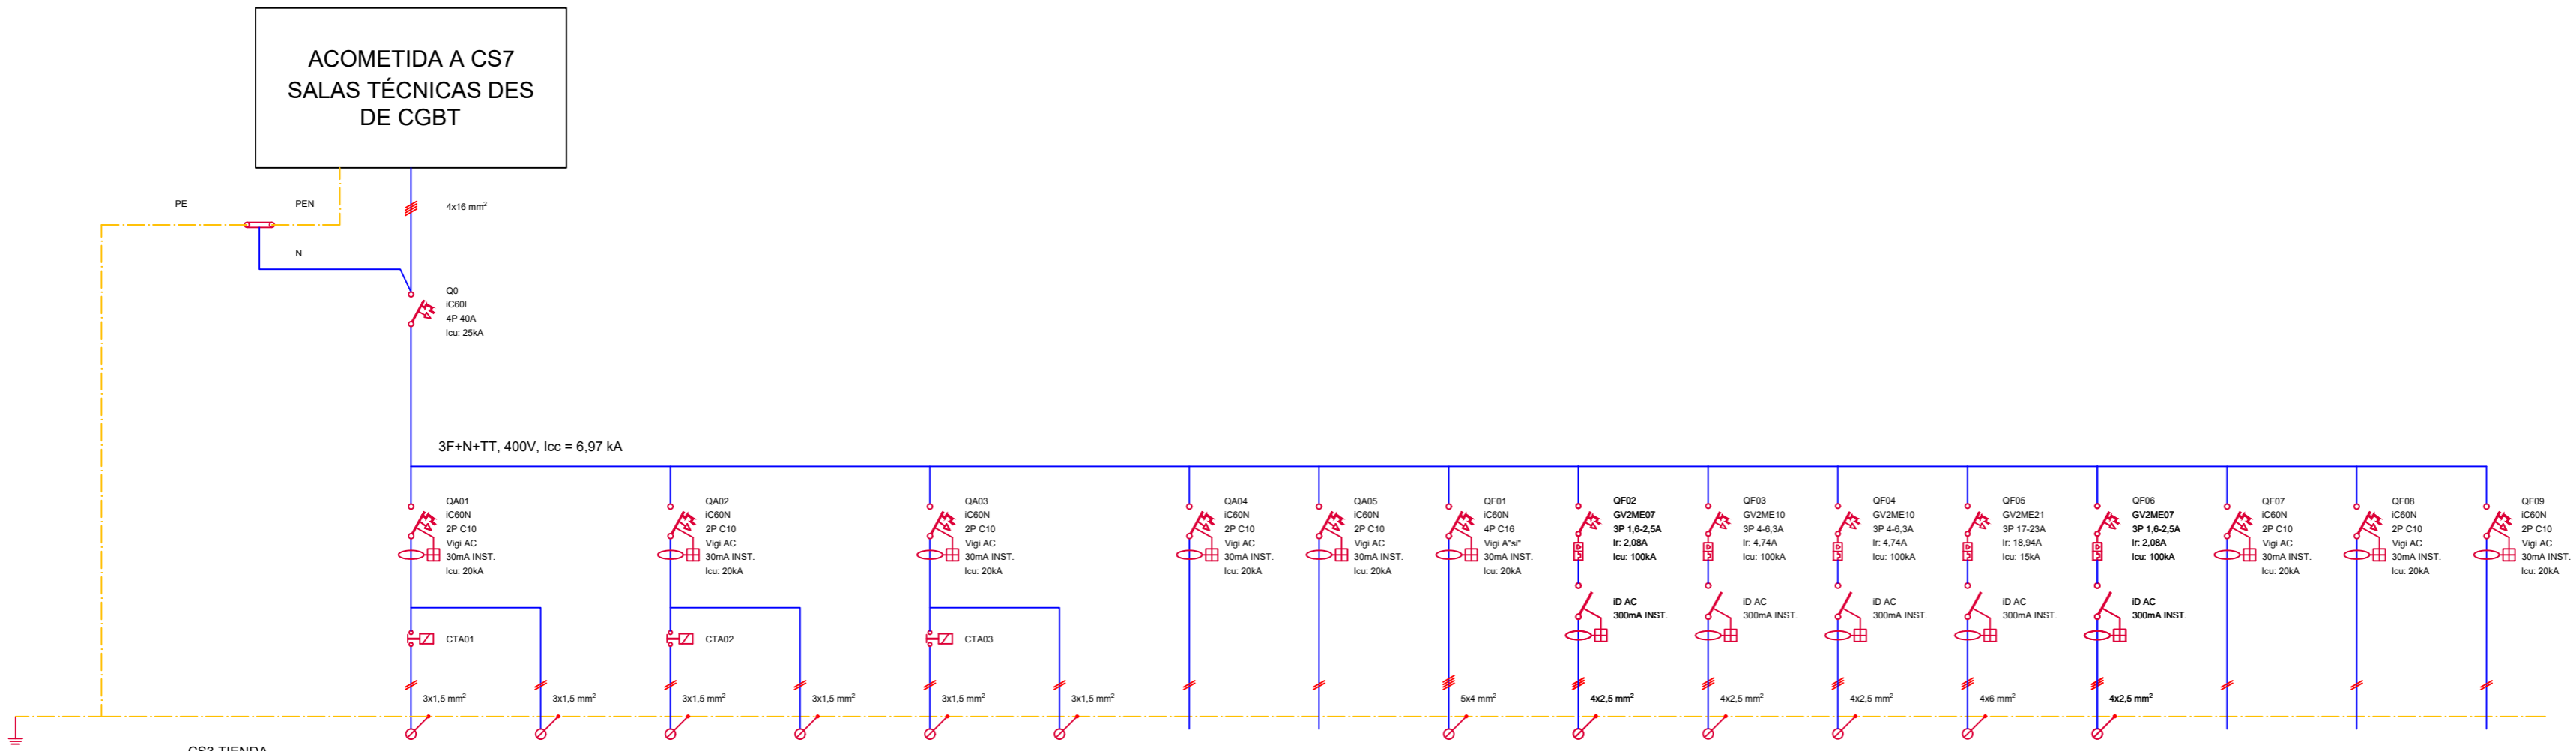 ACOMETIDA A CS7
SALAS TÉCNICAS DES
DE CGBT
PE
PEN
4x16 mm²
N
Q0
iC60L
4P 40A
Icu: 25kA
3F+N+TT, 400V, Icc = 6,97 kA
QA01
iC60N
2P C10
Vigi AC
30mA INST.
Icu: 20kA
QA02
iC60N
2P C10
Vigi AC
30mA INST.
Icu: 20kA
QA03
iC60N
2P C10
Vigi AC
30mA INST.
Icu: 20kA
QA04
iC60N
2P C10
Vigi AC
30mA INST.
Icu: 20kA
QA05
iC60N
2P C10
Vigi AC
30mA INST.
Icu: 20kA
QF01
iC60N
4P C16
Vigi A"si"
30mA INST.
Icu: 20kA
QF02
GV2ME07
3P 1,6-2,5A
Ir: 2,08A
Icu: 100kA
QF03
GV2ME10
3P 4-6,3A
Ir: 4,74A
Icu: 100kA
QF04
GV2ME10
3P 4-6,3A
Ir: 4,74A
Icu: 100kA
QF05
GV2ME21
3P 17-23A
Ir: 18,94A
Icu: 15kA
QF06
GV2ME07
3P 1,6-2,5A
Ir: 2,08A
Icu: 100kA
QF07
iC60N
2P C10
Vigi AC
30mA INST.
Icu: 20kA
QF08
iC60N
2P C10
Vigi AC
30mA INST.
Icu: 20kA
QF09
iC60N
2P C10
Vigi AC
30mA INST.
Icu: 20kA
iD AC
300mA INST.
iD AC
300mA INST.
iD AC
300mA INST.
iD AC
300mA INST.
iD AC
300mA INST.
CTA01
CTA02
CTA03
3x1,5 mm²
3x1,5 mm²
3x1,5 mm²
3x1,5 mm²
3x1,5 mm²
3x1,5 mm²
5x4 mm²
4x2,5 mm²
4x2,5 mm²
4x2,5 mm²
4x6 mm²
4x2,5 mm²
CS3 TIENDA